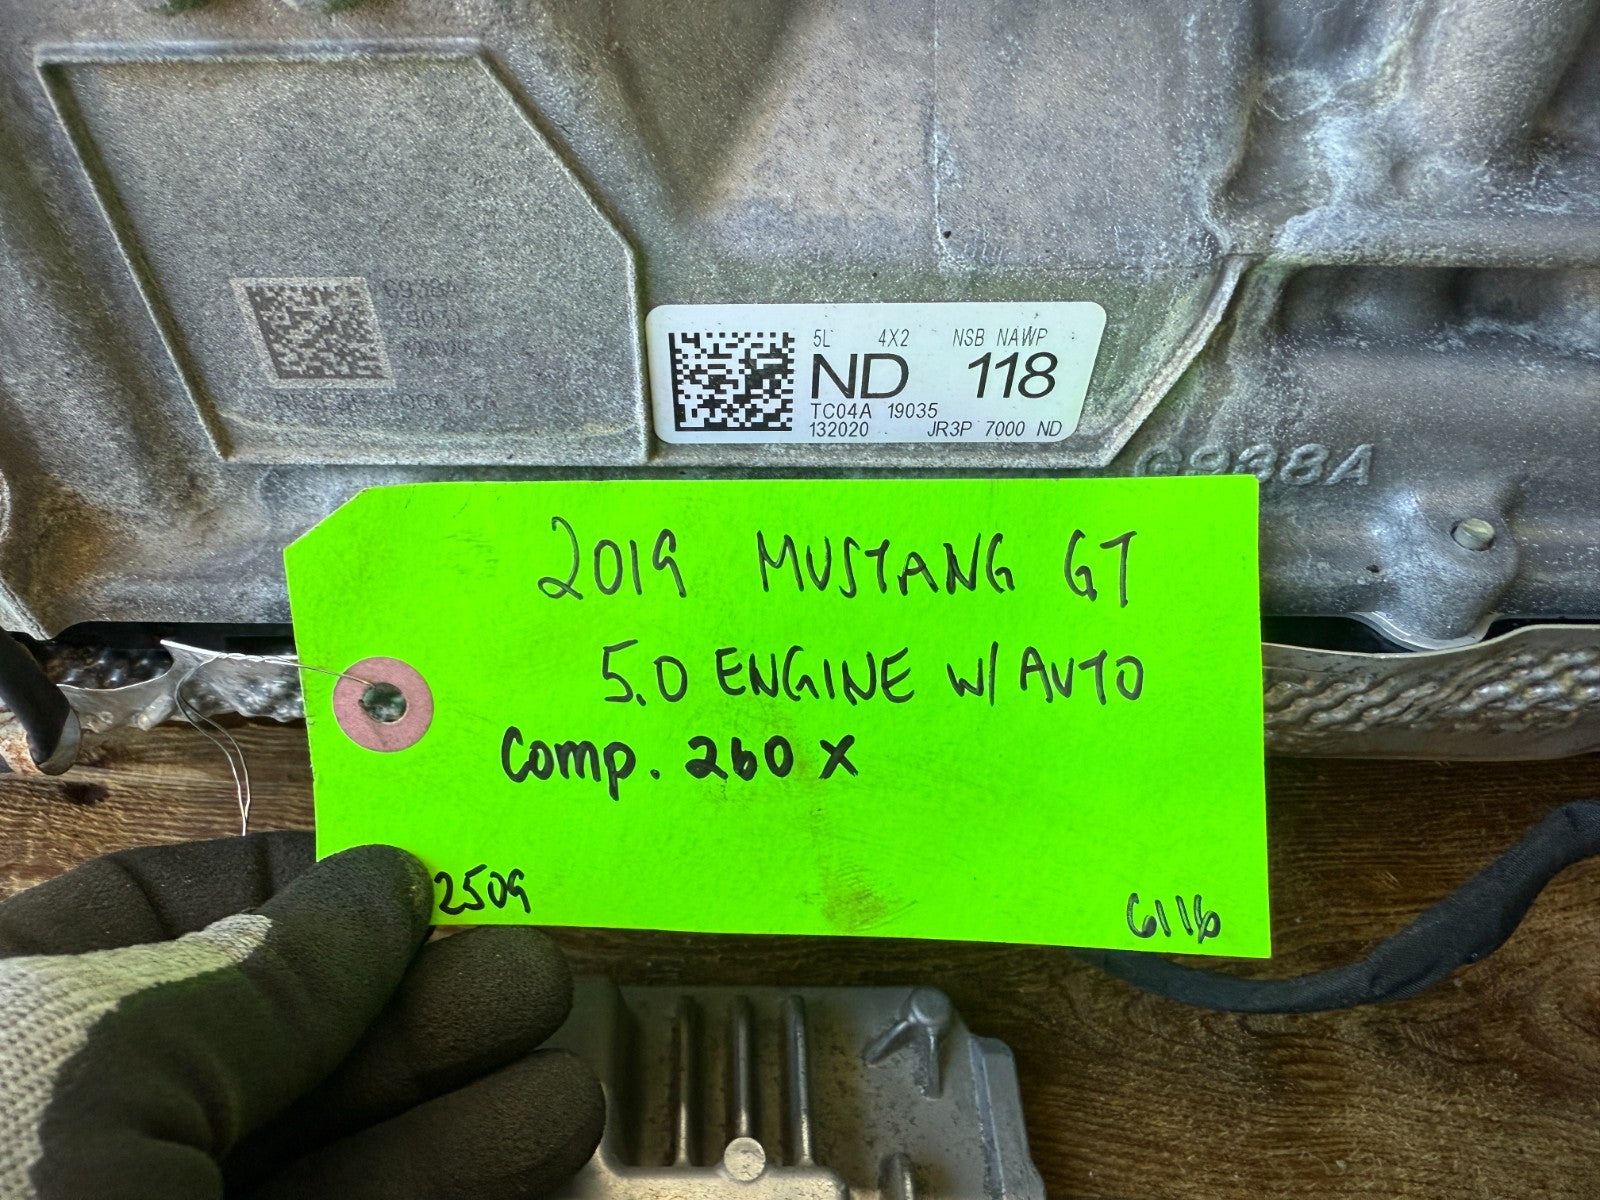 5L 4X2 NSB NAWP
ND 118
TC04A 19035
132020 JR3P 7000 ND
G938A
2019 MUSTANG GT
5.0 ENGINE W/ AUTO
Comp. 260 X
2509
6116